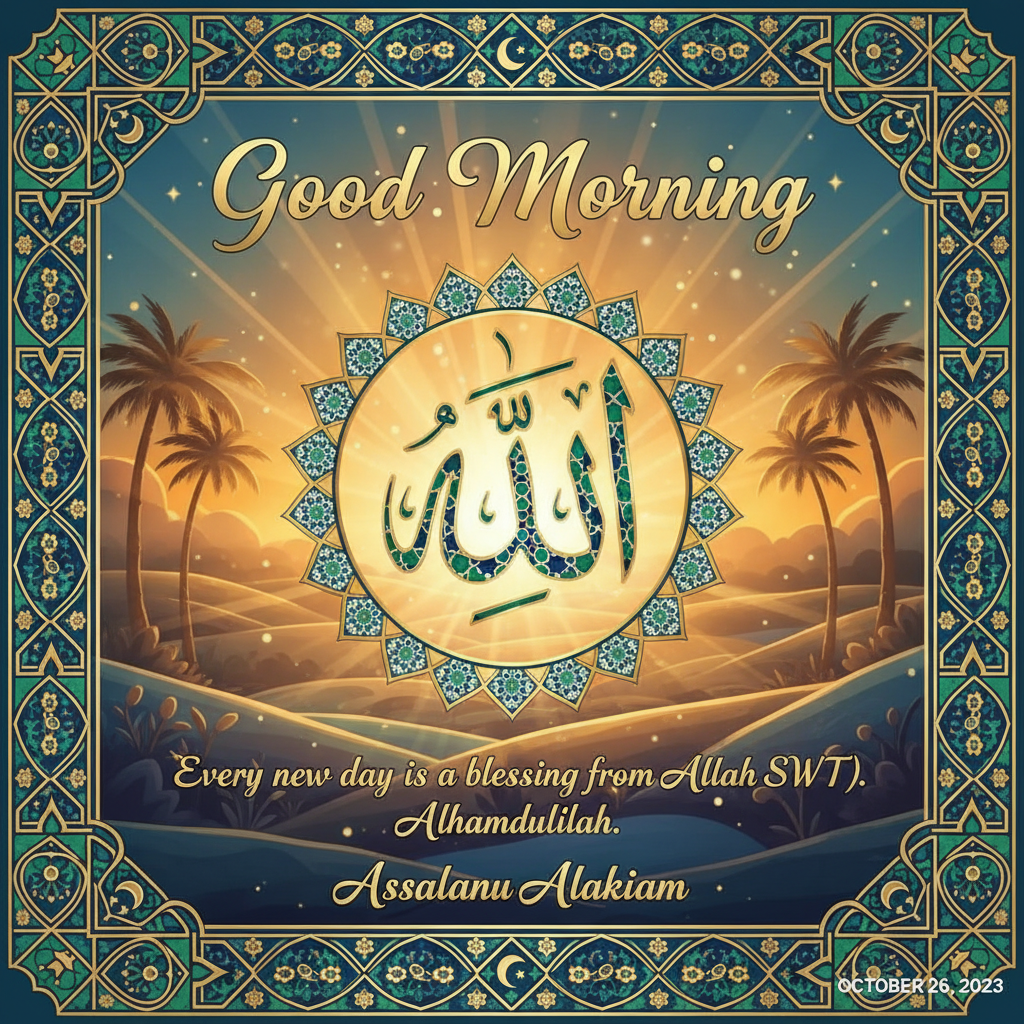 Good Morning
الله
Every new day is a blessing from Allah SWT).
Alhamdulilah.
Assalanu Alakiam
OCTOBER 26, 2023